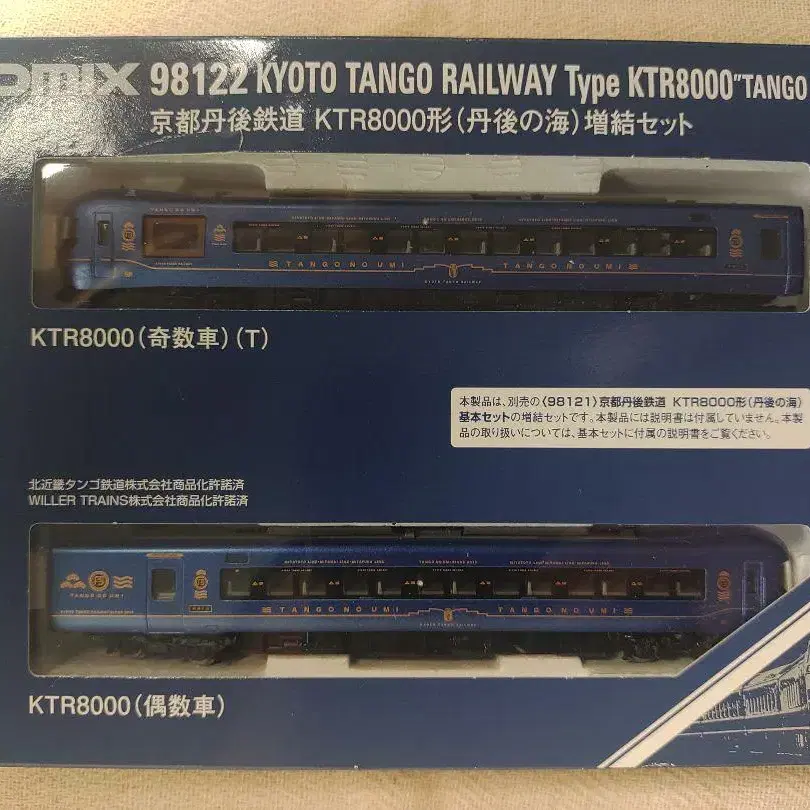 OMIX 98122 KYOTO TANGO RAILWAY Type KTR8000"TANGO
京都丹後鉄道 KTR8000形(丹後の海)増結セット
TANGO NO UMI TANGO NO UMI
KTR8000(奇数車)(T)
本製品は、別売の〈98121〉京都丹後鉄道 KTR8000形(丹後の海)
基本セットの増結セットです。本製品には説明書は付属していません。本製
品の取り扱いについては、基本セットに付属の説明書をご覧ください。
北近畿タンゴ鉄道株式会社商品化許諾済
WILLER TRAINS株式会社商品化許諾済
TANGO NO UMI
TANGO NO UMI TANGO NO UMI
KTR8000(偶数車)